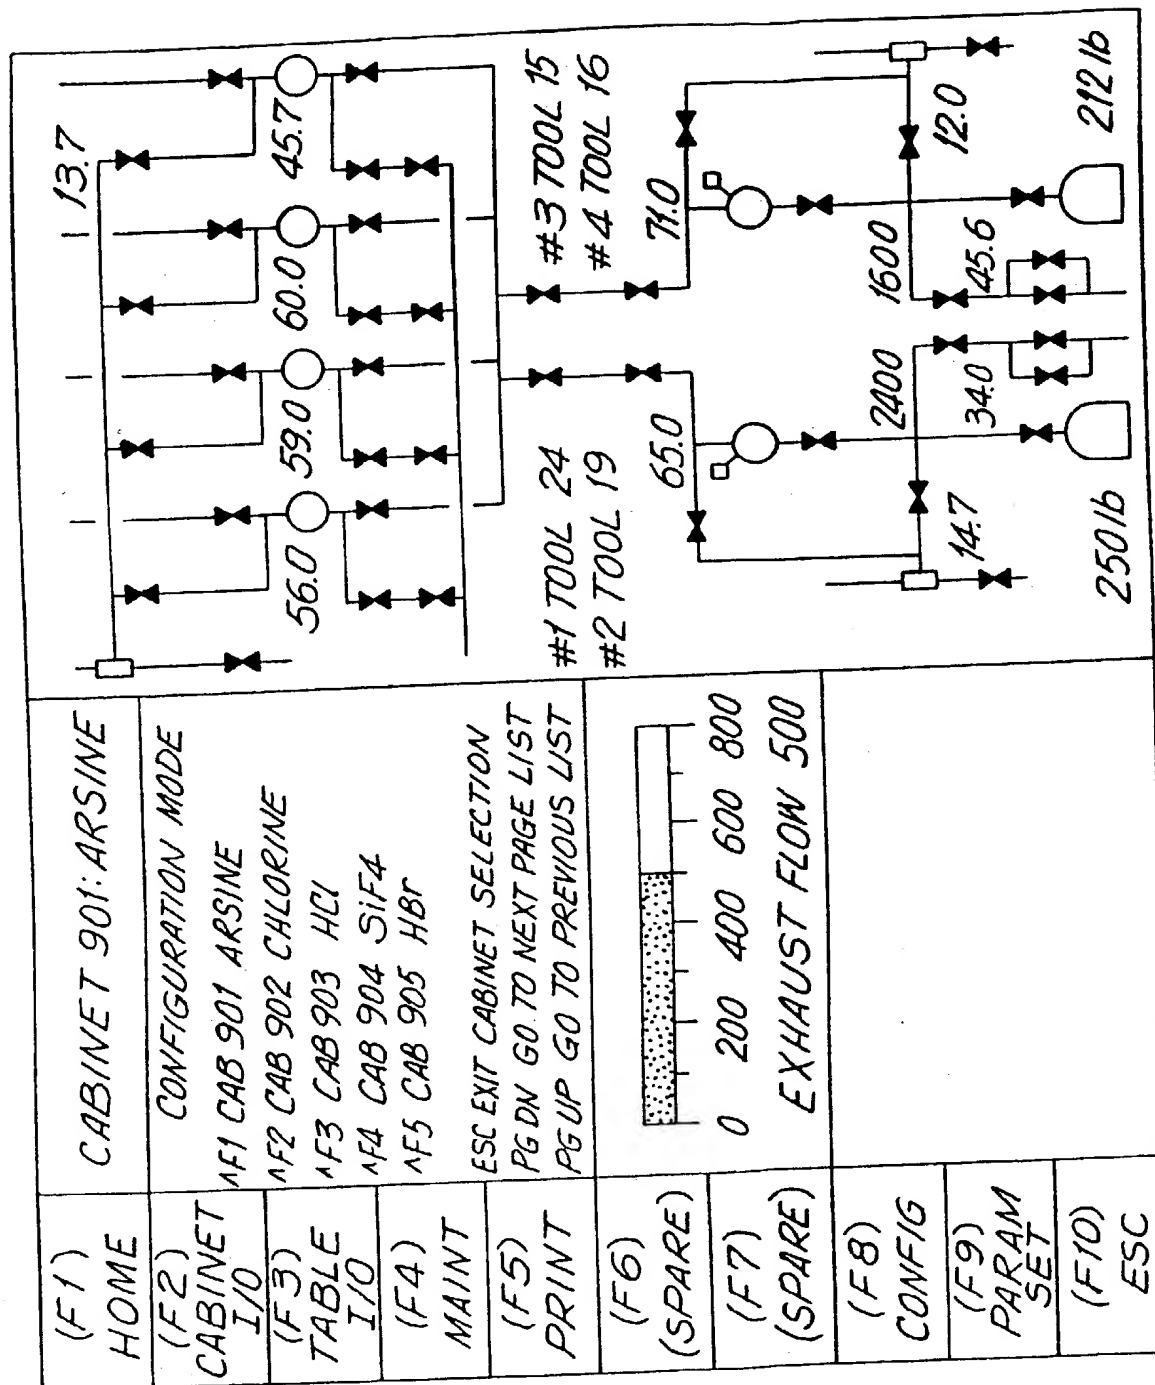 (F1)
HOME
(F2)
CABINET
I/O
(F3)
TABLE
I/O
(F4)
MAINT
(F5)
PRINT
(F6)
(SPARE)
(F7)
(SPARE)
(F8)
CONFIG
(F9)
PARAM
SET
(F10)
ESC
CABINET 901: ARSINE
CONFIGURATION MODE
^F1 CAB 901 ARSINE
^F2 CAB 902 CHLORINE
^F3 CAB 903 HCl
^F4 CAB 904 SiF4
^F5 CAB 905 HBr
ESC EXIT CABINET SELECTION
PG DN GO TO NEXT PAGE LIST
PG UP GO TO PREVIOUS LIST
0 200 400 600 800
EXHAUST FLOW 500
13.7
56.0 59.0 60.0 45.7
#1 TOOL 24
#2 TOOL 19
#3 TOOL 15
#4 TOOL 16
65.0 71.0
2400 1600
14.7 34.0 45.6 12.0
250 lb 212 lb